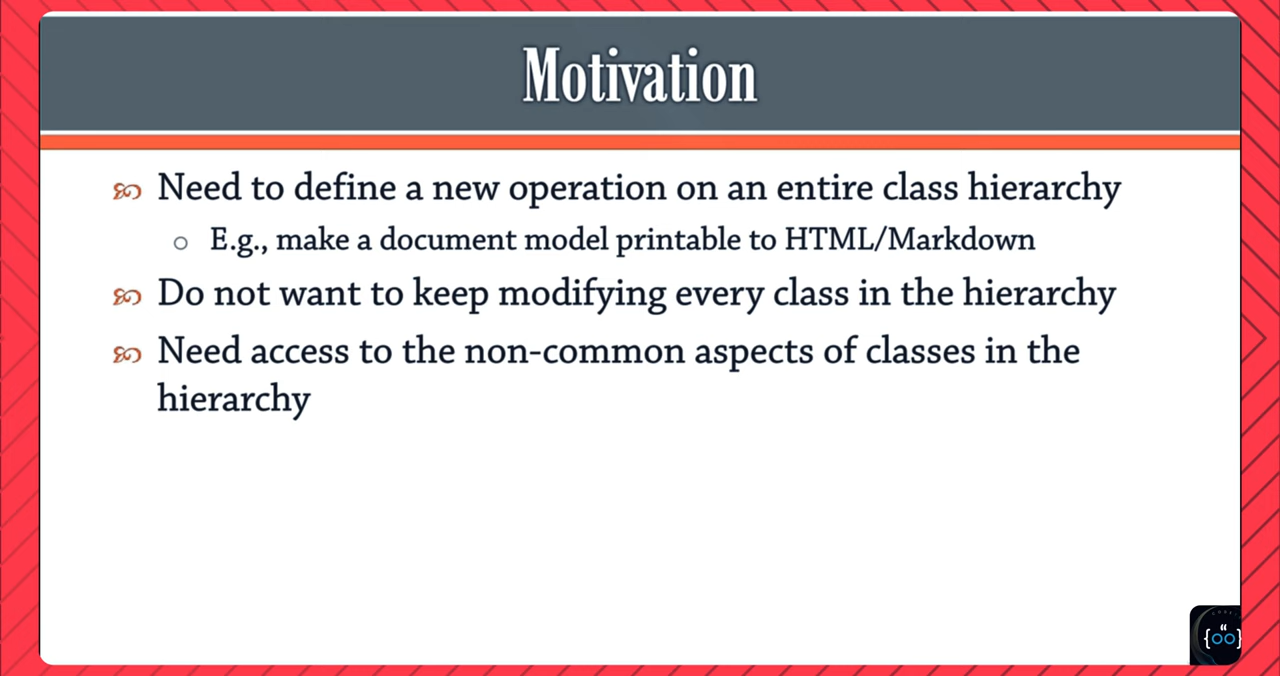 Motivation
Need to define a new operation on an entire class hierarchy
E.g., make a document model printable to HTML/Markdown
Do not want to keep modifying every class in the hierarchy
Need access to the non-common aspects of classes in the
hierarchy